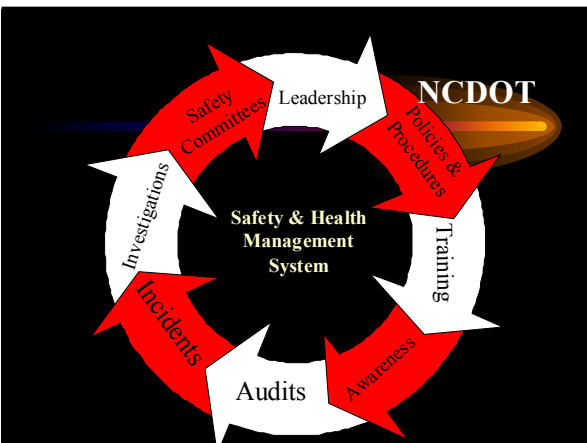 NCDOT
Leadership
Policies &
Procedures
Training
Awareness
Audits
Incidents
Investigations
Safety
Committees
Safety & Health
Management
System